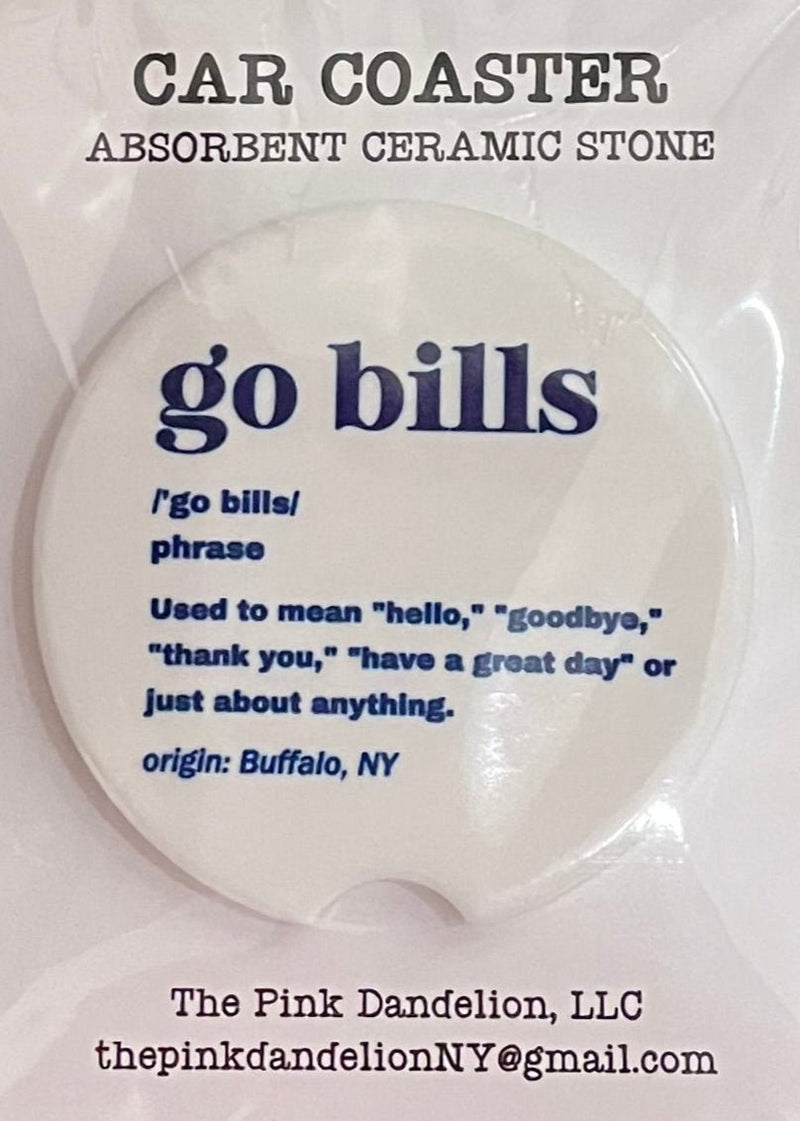 CAR COASTER
ABSORBENT CERAMIC STONE
go bills
/'go bills/
phrase
Used to mean "hello," "goodbye,"
"thank you," "have a great day" or
just about anything.
origin: Buffalo, NY
The Pink Dandelion, LLC
thepinkdandelionNY@gmail.com